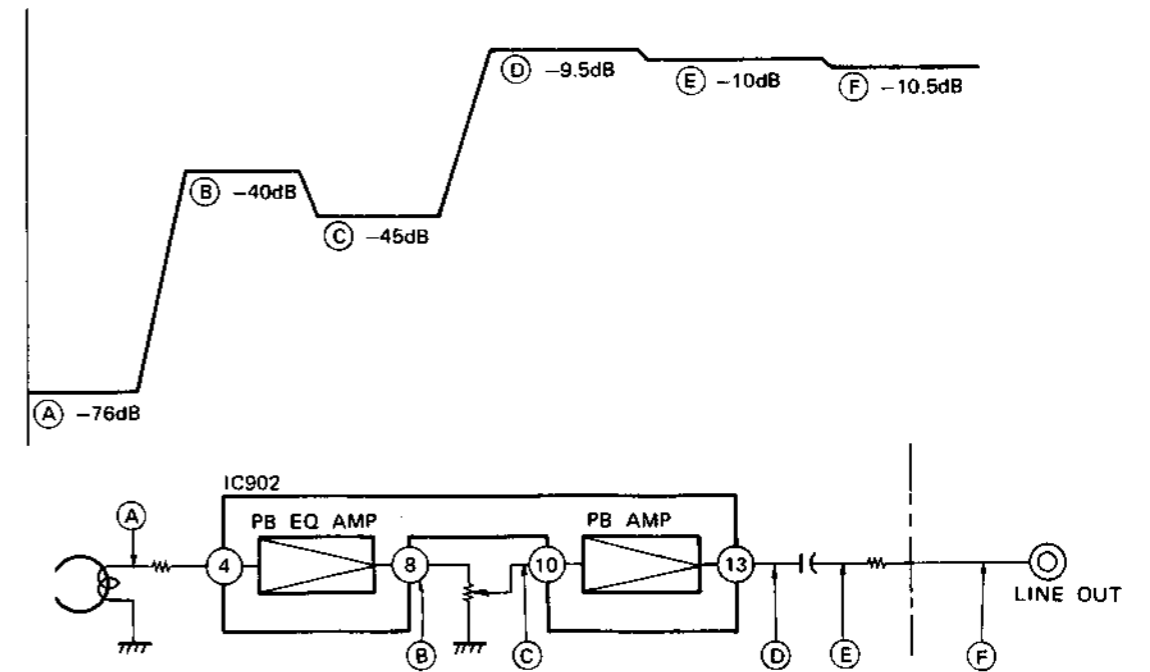 D −9.5dB
E −10dB
F −10.5dB
B −40dB
C −45dB
A −76dB
IC902
A
PB EQ AMP
PB AMP
4
8
10
13
LINE OUT
B
C
D
E
F